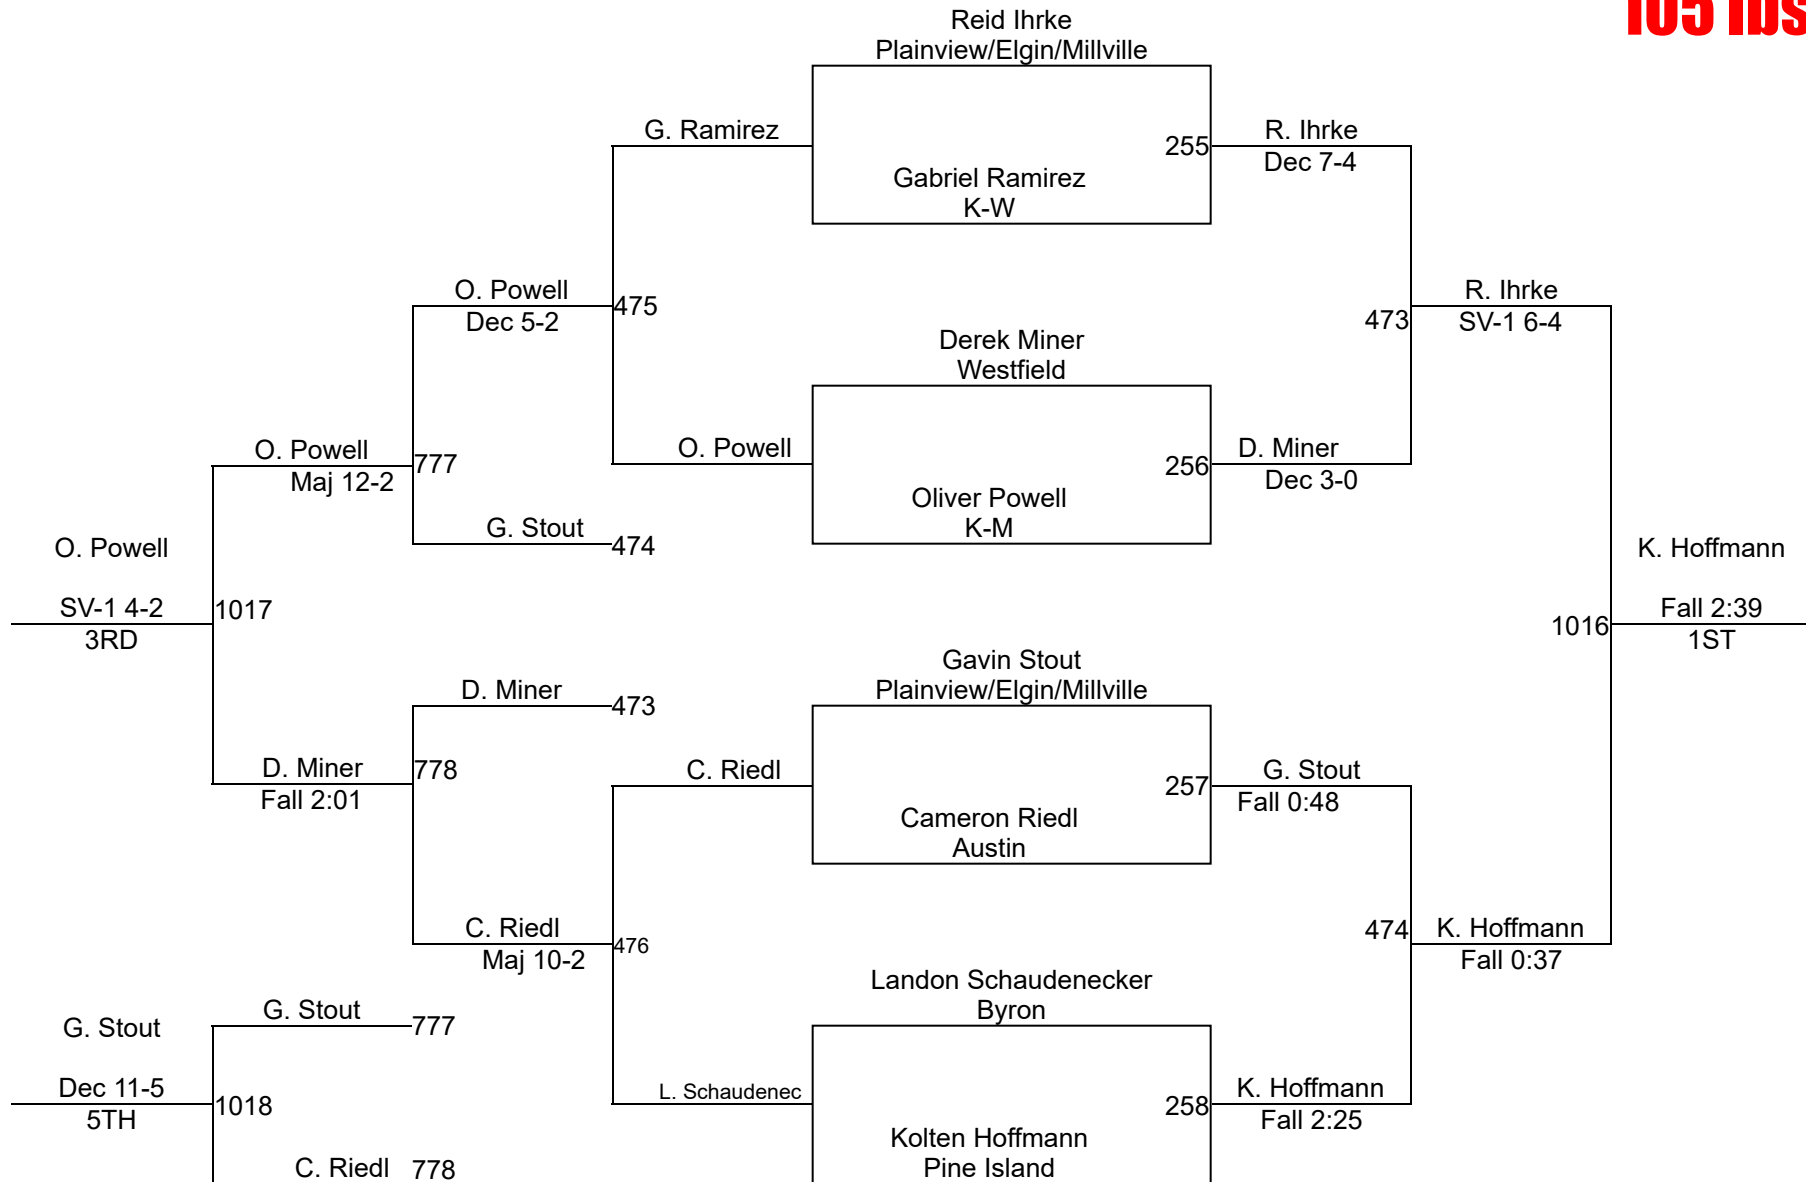 105 lbs
Reid Ihrke
Plainview/Elgin/Millville
G. Ramirez
255
R. Ihrke
Dec 7-4
Gabriel Ramirez
K-W
O. Powell
Dec 5-2
475
R. Ihrke
SV-1 6-4
473
Derek Miner
Westfield
O. Powell
Maj 12-2
777
O. Powell
256
D. Miner
Dec 3-0
Oliver Powell
K-M
G. Stout
474
O. Powell
SV-1 4-2
3RD
1017
K. Hoffmann
Fall 2:39
1ST
1016
Gavin Stout
Plainview/Elgin/Millville
D. Miner
473
D. Miner
Fall 2:01
778
C. Riedl
257
G. Stout
Fall 0:48
Cameron Riedl
Austin
C. Riedl
Maj 10-2
476
474
K. Hoffmann
Fall 0:37
Landon Schaudenecker
Byron
G. Stout
777
G. Stout
Dec 11-5
5TH
1018
L. Schaudenec
258
K. Hoffmann
Fall 2:25
Kolten Hoffmann
Pine Island
C. Riedl
778